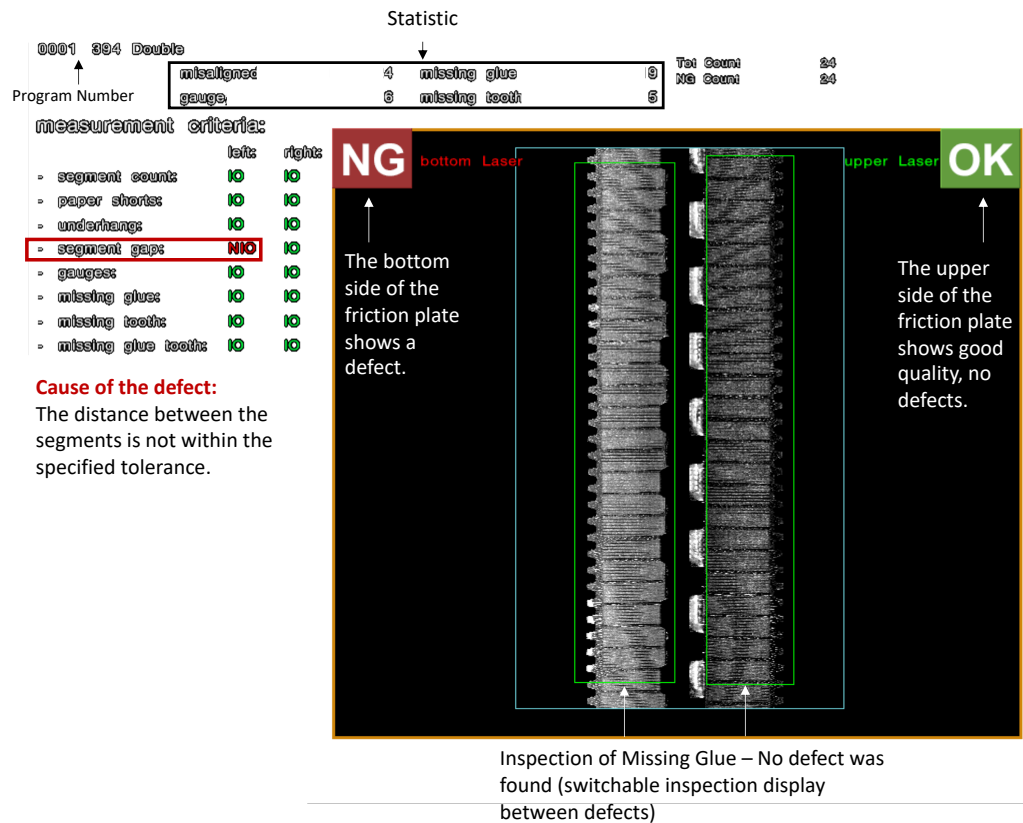 Statistic
0001 394 Double
misaligned 4 missing glue 9
gauge, 6 missing tooth 5
Tot Count 24
NG Count 24
Program Number
measurement criteria:
left: right:
- segment count: IO IO
- paper shorts: IO IO
- underhang: IO IO
- segment gap: NIO IO
- gauges: IO IO
- missing glue: IO IO
- missing tooth: IO IO
- missing glue tooth: IO IO
Cause of the defect:
The distance between the
segments is not within the
specified tolerance.
NG bottom Laser
upper Laser OK
The bottom
side of the
friction plate
shows a
defect.
The upper
side of the
friction plate
shows good
quality, no
defects.
Inspection of Missing Glue – No defect was
found (switchable inspection display
between defects)